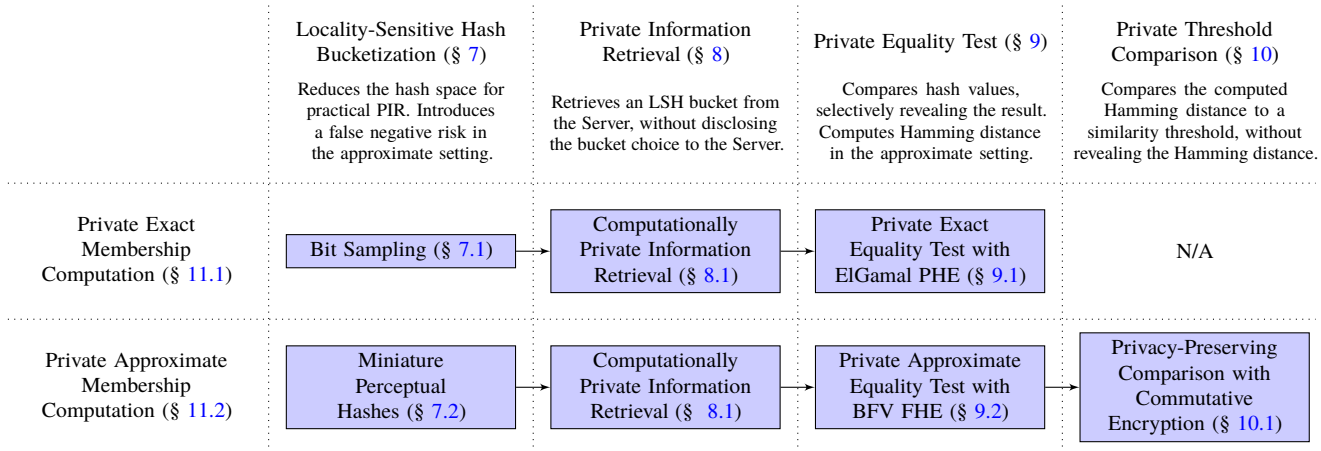 Locality-Sensitive Hash
Bucketization (§ 7)
Reduces the hash space for
practical PIR. Introduces
a false negative risk in
the approximate setting.
Private Information
Retrieval (§ 8)
Retrieves an LSH bucket from
the Server, without disclosing
the bucket choice to the Server.
Private Equality Test (§ 9)
Compares hash values,
selectively revealing the result.
Computes Hamming distance
in the approximate setting.
Private Threshold
Comparison (§ 10)
Compares the computed
Hamming distance to a
similarity threshold, without
revealing the Hamming distance.
Private Exact
Membership
Computation (§ 11.1)
Bit Sampling (§ 7.1)
Computationally
Private Information
Retrieval (§ 8.1)
Private Exact
Equality Test with
ElGamal PHE (§ 9.1)
N/A
Private Approximate
Membership
Computation (§ 11.2)
Miniature
Perceptual
Hashes (§ 7.2)
Computationally
Private Information
Retrieval (§ 8.1)
Private Approximate
Equality Test with
BFV FHE (§ 9.2)
Privacy-Preserving
Comparison with
Commutative
Encryption (§ 10.1)